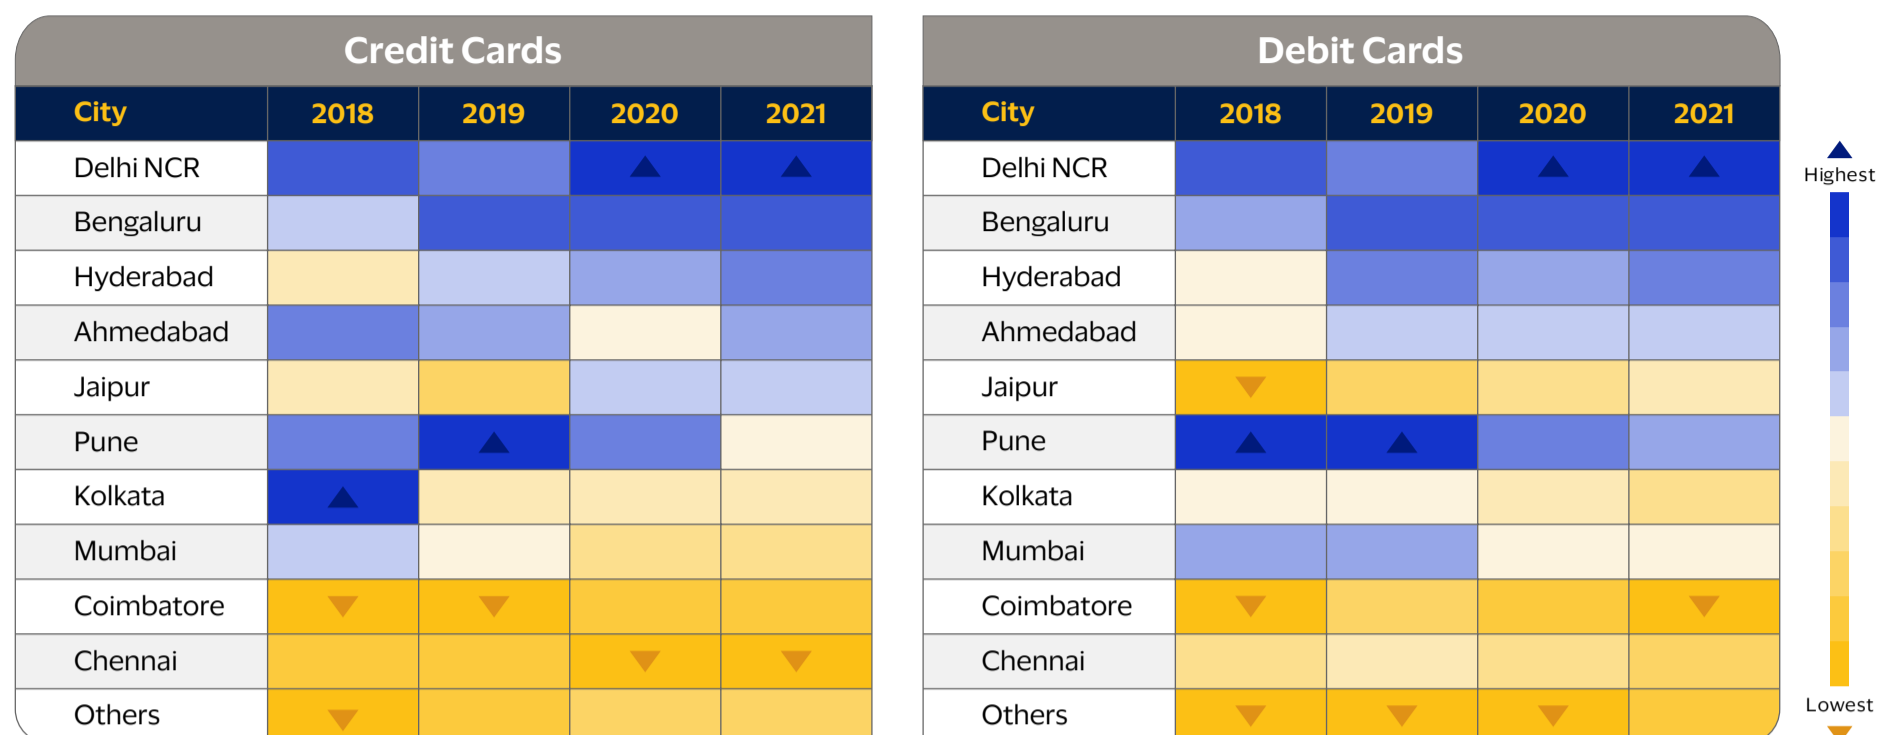 Credit Cards
City 2018 2019 2020 2021
Delhi NCR
Bengaluru
Hyderabad
Ahmedabad
Jaipur
Pune
Kolkata
Mumbai
Coimbatore
Chennai
Others
Debit Cards
City 2018 2019 2020 2021
Delhi NCR
Bengaluru
Hyderabad
Ahmedabad
Jaipur
Pune
Kolkata
Mumbai
Coimbatore
Chennai
Others
Highest
Lowest